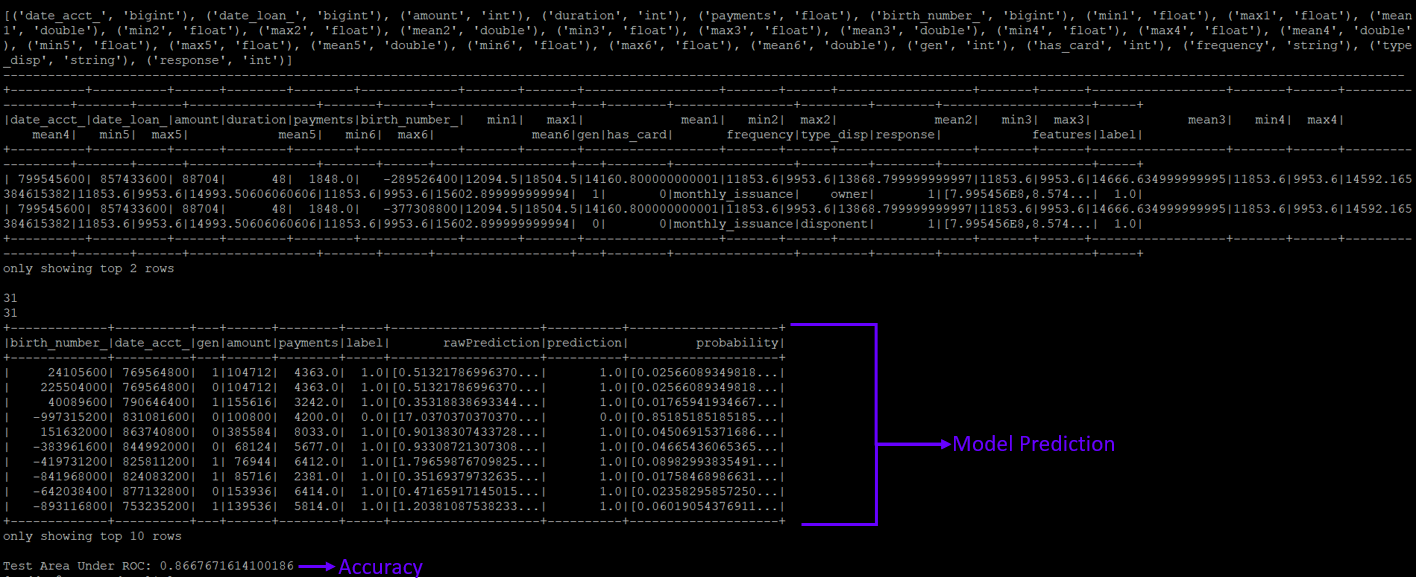 [('date_acct_', 'bigint'), ('date_loan_', 'bigint'), ('amount', 'int'), ('duration', 'int'), ('payments', 'float'), ('birth_number_', 'bigint'), ('min1', 'float'), ('max1', 'float'), ('mean
1', 'double'), ('min2', 'float'), ('max2', 'float'), ('mean2', 'double'), ('min3', 'float'), ('max3', 'float'), ('mean3', 'double'), ('min4', 'float'), ('max4', 'float'), ('mean4', 'double'
), ('min5', 'float'), ('max5', 'float'), ('mean5', 'double'), ('min6', 'float'), ('max6', 'float'), ('mean6', 'double'), ('gen', 'int'), ('has_card', 'int'), ('frequency', 'string'), ('type
_disp', 'string'), ('response', 'int')]
|date_acct_|date_loan_|amount|duration|payments|birth_number_|   min1|   max1|             mean1|   min2|  max2|             mean2|   min3|  max3|             mean3|   min4|  max4|
    mean4|   min5|  max5|             mean5|   min6|  max6|             mean6|gen|has_card|       frequency|type_disp|response|            features|label|
| 799545600| 857433600| 88704|      48|  1848.0|   -289526400|12094.5|18504.5|14160.800000000001|11853.6|9953.6|13868.799999999997|11853.6|9953.6|14666.634999999995|11853.6|9953.6|14592.165
384615382|11853.6|9953.6|14993.50606060606|11853.6|9953.6|15602.899999999994|  1|       0|monthly_issuance|    owner|       1|[7.995456E8,8.574...|  1.0|
| 799545600| 857433600| 88704|      48|  1848.0|   -377308800|12094.5|18504.5|14160.800000000001|11853.6|9953.6|13868.799999999997|11853.6|9953.6|14666.634999999995|11853.6|9953.6|14592.165
384615382|11853.6|9953.6|14993.50606060606|11853.6|9953.6|15602.899999999994|  0|       0|monthly_issuance|disponent|       1|[7.995456E8,8.574...|  1.0|
only showing top 2 rows
31
31
|birth_number_|date_acct_|gen|amount|payments|label|       rawPrediction|prediction|         probability|
|     24105600| 769564800|  1|104712|  4363.0|  1.0|[0.51321786996370...|       1.0|[0.02566089349818...|
|    225504000| 769564800|  0|104712|  4363.0|  1.0|[0.51321786996370...|       1.0|[0.02566089349818...|
|     40089600| 790646400|  1|155616|  3242.0|  1.0|[0.35318838693344...|       1.0|[0.01765941934667...|
|   -997315200| 831081600|  0|100800|  4200.0|  0.0|[17.0370370370370...|       0.0|[0.85185185185185...|
|    151632000| 863740800|  0|385584|  8033.0|  1.0|[0.90138307433728...|       1.0|[0.04506915371686...|
|   -383961600| 844992000|  0| 68124|  5677.0|  1.0|[0.93308721307308...|       1.0|[0.04665436065365...|
|   -419731200| 825811200|  1| 76944|  6412.0|  1.0|[1.79659876709825...|       1.0|[0.08982993835491...|
|   -841968000| 824083200|  1| 85716|  2381.0|  1.0|[0.35169379732635...|       1.0|[0.01758468986631...|
|   -642038400| 877132800|  0|153936|  6414.0|  1.0|[0.47165917145015...|       1.0|[0.02358295857250...|
|   -893116800| 753235200|  1|139536|  5814.0|  1.0|[1.20381087538233...|       1.0|[0.06019054376911...|
Model Prediction
only showing top 10 rows
Test Area Under ROC: 0.8667671614100186
Accuracy